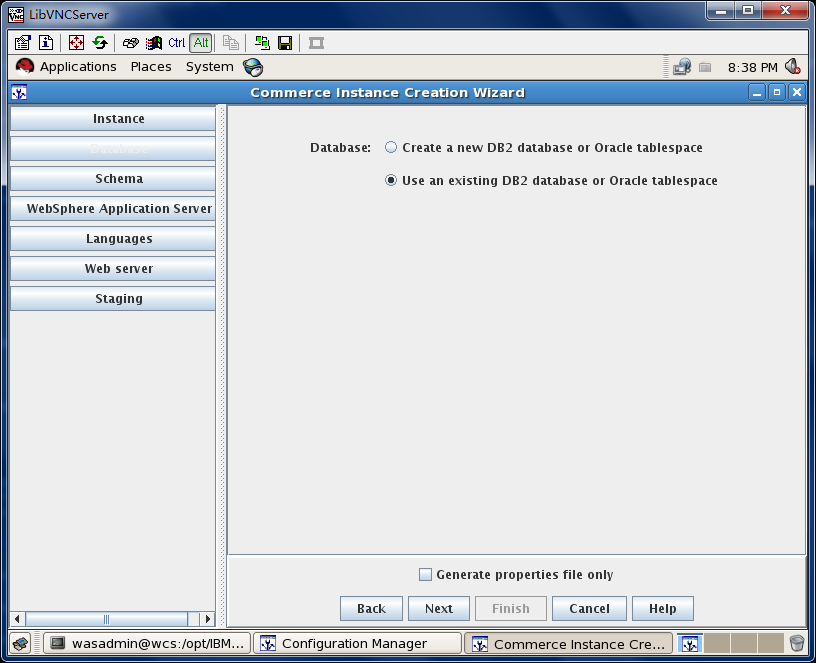 LibVNCServer
Ctrl Alt
Applications Places System 8:38 PM
Commerce Instance Creation Wizard
Instance
Database
Schema
WebSphere Application Server
Languages
Web server
Staging
Database: Create a new DB2 database or Oracle tablespace
Use an existing DB2 database or Oracle tablespace
Generate properties file only
Back Next Finish Cancel Help
wasadmin@wcs:/opt/IBM... Configuration Manager Commerce Instance Cre...